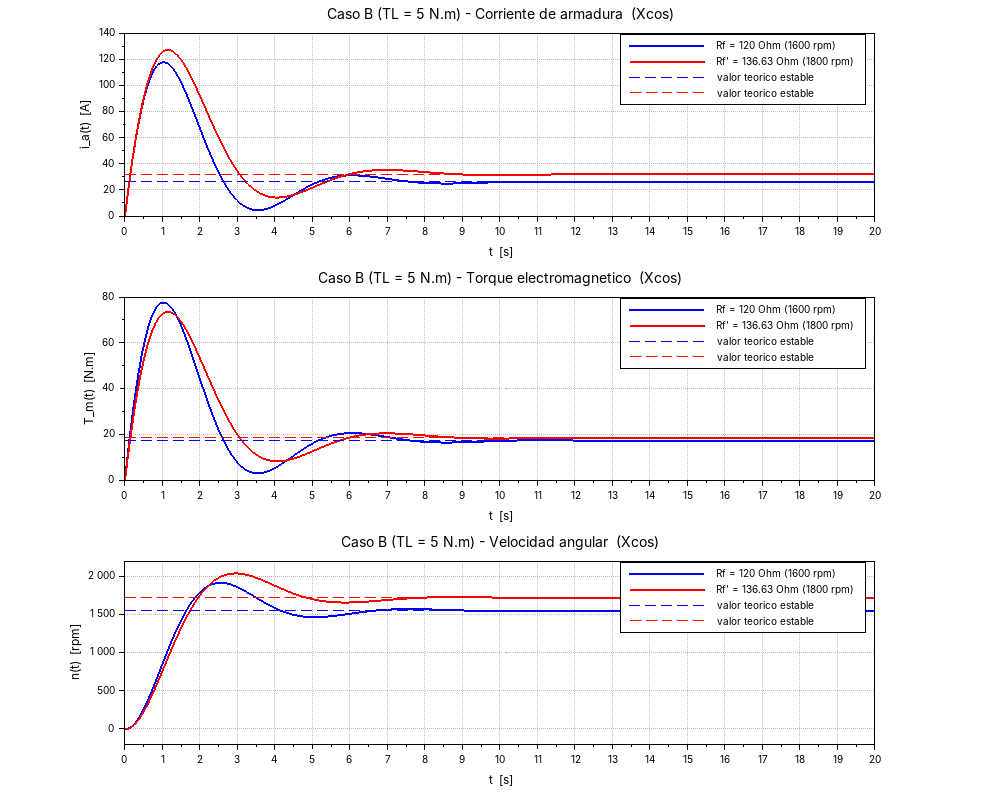 Caso B (TL = 5 N.m) - Corriente de armadura  (Xcos)
140
120
100
80
60
40
20
0
i_a(t)  [A]
Rf = 120 Ohm (1600 rpm)
Rf' = 136.63 Ohm (1800 rpm)
valor teorico estable
valor teorico estable
0 1 2 3 4 5 6 7 8 9 10 11 12 13 14 15 16 17 18 19 20
t  [s]
Caso B (TL = 5 N.m) - Torque electromagnetico  (Xcos)
80
60
40
20
0
T_m(t)  [N.m]
Rf = 120 Ohm (1600 rpm)
Rf' = 136.63 Ohm (1800 rpm)
valor teorico estable
valor teorico estable
0 1 2 3 4 5 6 7 8 9 10 11 12 13 14 15 16 17 18 19 20
t  [s]
Caso B (TL = 5 N.m) - Velocidad angular  (Xcos)
2 000
1 500
1 000
500
0
n(t)  [rpm]
Rf = 120 Ohm (1600 rpm)
Rf' = 136.63 Ohm (1800 rpm)
valor teorico estable
valor teorico estable
0 1 2 3 4 5 6 7 8 9 10 11 12 13 14 15 16 17 18 19 20
t  [s]